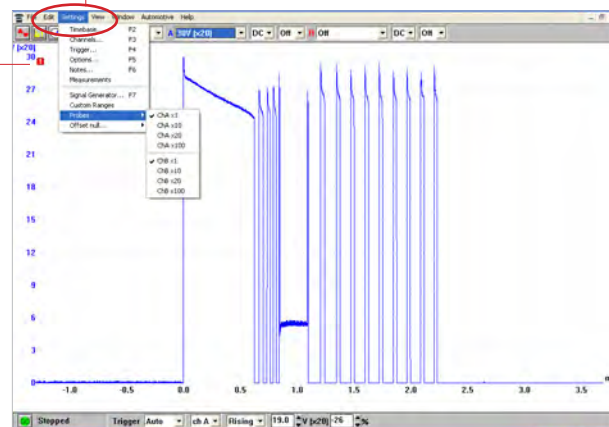 File Edit Settings View Window Automotive Help.
A 30V (x20) DC Off B Off DC Off
(x20)
Timebase... F2
Channels... F3
Trigger... F4
Options... F5
Notes... F6
Measurements
Signal Generator... F7
Custom Ranges
Probes
Offset null...
ChA x1
ChA x10
ChA x20
ChA x100
ChB x1
ChB x10
ChB x20
ChB x100
30
27
24
21
18
15
12
9
6
3
0
-1.0 -0.5 0.0 0.5 1.0 1.5 2.0 2.5 3.0 3.5
GO Stopped Trigger Auto ch A Rising 19.0 V (x20) -26 %